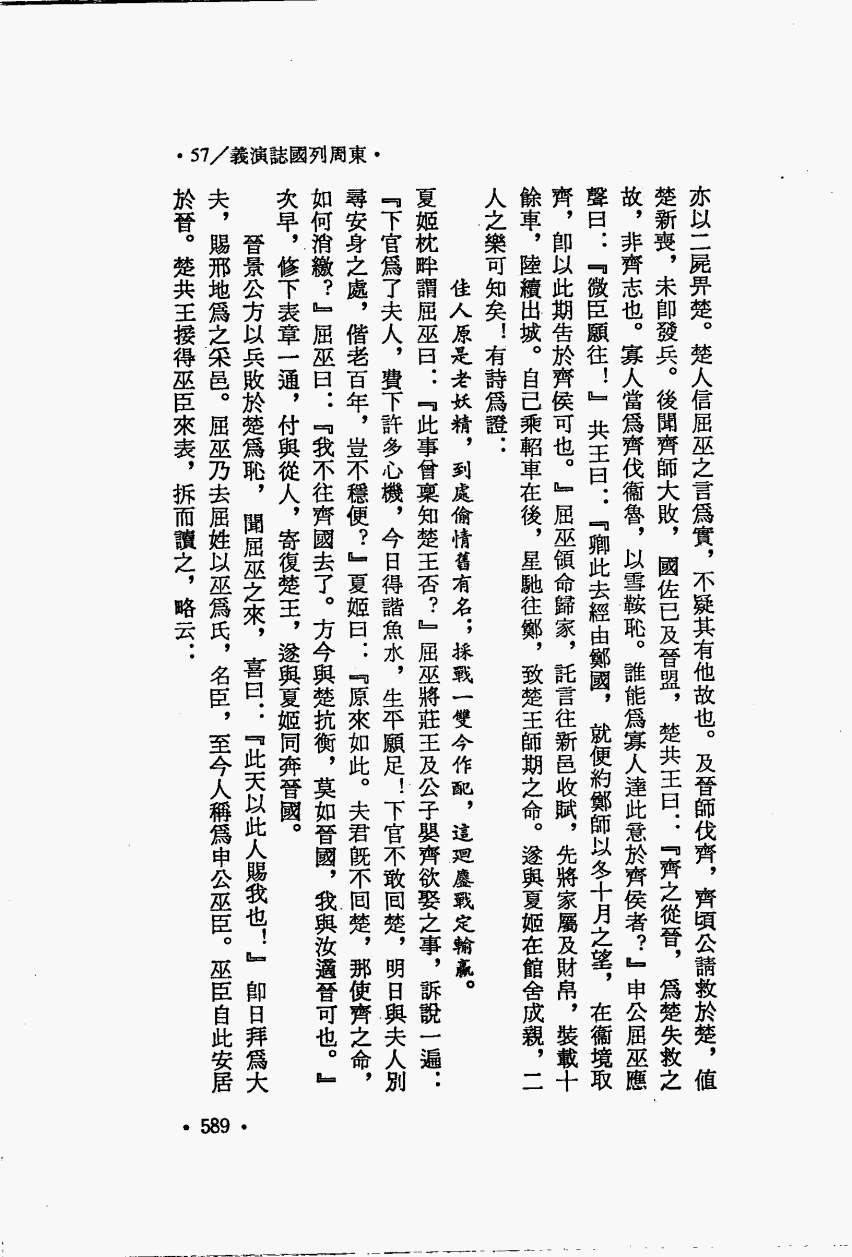 •東周列國誌演義╱57•
亦以二屍畀楚。楚人信屈巫之言爲實，不疑其有他故也。及晉師伐齊，齊頃公請救於楚，值
楚新喪，未卽發兵。後聞齊師大敗，國佐已及晉盟，楚共王曰：『齊之從晉，爲楚失救之
故，非齊志也。寡人當爲齊伐衞魯，以雪鞍恥。誰能爲寡人達此意於齊侯者？』申公屈巫應
聲曰：『微臣願往！』共王曰：『卿此去經由鄭國，就便約鄭師以冬十月之望，在衞境取
齊，卽以此期告於齊侯可也。』屈巫領命歸家，託言往新邑收賦，先將家屬及財帛，裝載十
餘車，陸續出城。自己乘軺車在後，星馳往鄭，致楚王師期之命。遂與夏姬在館舍成親，二
人之樂可知矣！有詩爲證：
佳人原是老妖精，到處偷情舊有名；採戰一雙今作配，這廻鏖戰定輸贏。
夏姬枕畔謂屈巫曰：『此事曾稟知楚王否？』屈巫將莊王及公子嬰齊欲娶之事，訴說一遍：
『下官爲了夫人，費下許多心機，今日得諧魚水，生平願足！下官不敢回楚，明日與夫人別
尋安身之處，偕老百年，豈不穩便？』夏姬曰：『原來如此。夫君旣不回楚，那使齊之命，
如何消繳？』屈巫曰：『我不往齊國去了。方今與楚抗衡，莫如晉國，我與汝適晉可也。』
次早，修下表章一通，付與從人，寄復楚王，遂與夏姬同奔晉國。
晉景公方以兵敗於楚爲恥，聞屈巫之來，喜曰：『此天以此人賜我也！』卽日拜爲大
夫，賜邢地爲之采邑。屈巫乃去屈姓以巫爲氏，名臣，至今人稱爲申公巫臣。巫臣自此安居
於晉。楚共王接得巫臣來表，拆而讀之，略云：
•589•